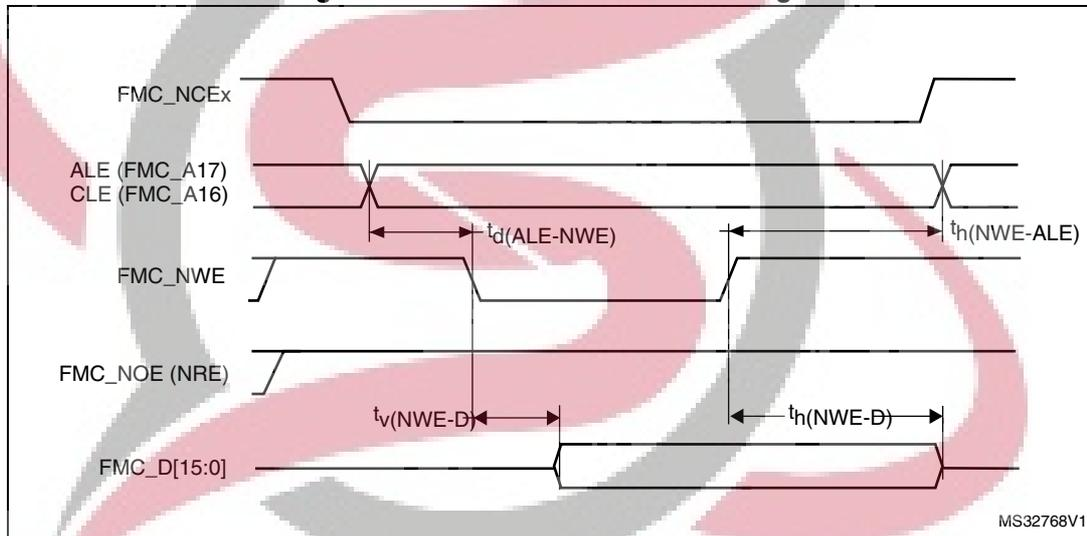 FMC_NCEx
ALE (FMC_A17)
CLE (FMC_A16)
td(ALE-NWE)
th(NWE-ALE)
FMC_NWE
FMC_NOE (NRE)
tv(NWE-D)
th(NWE-D)
FMC_D[15:0]
MS32768V1